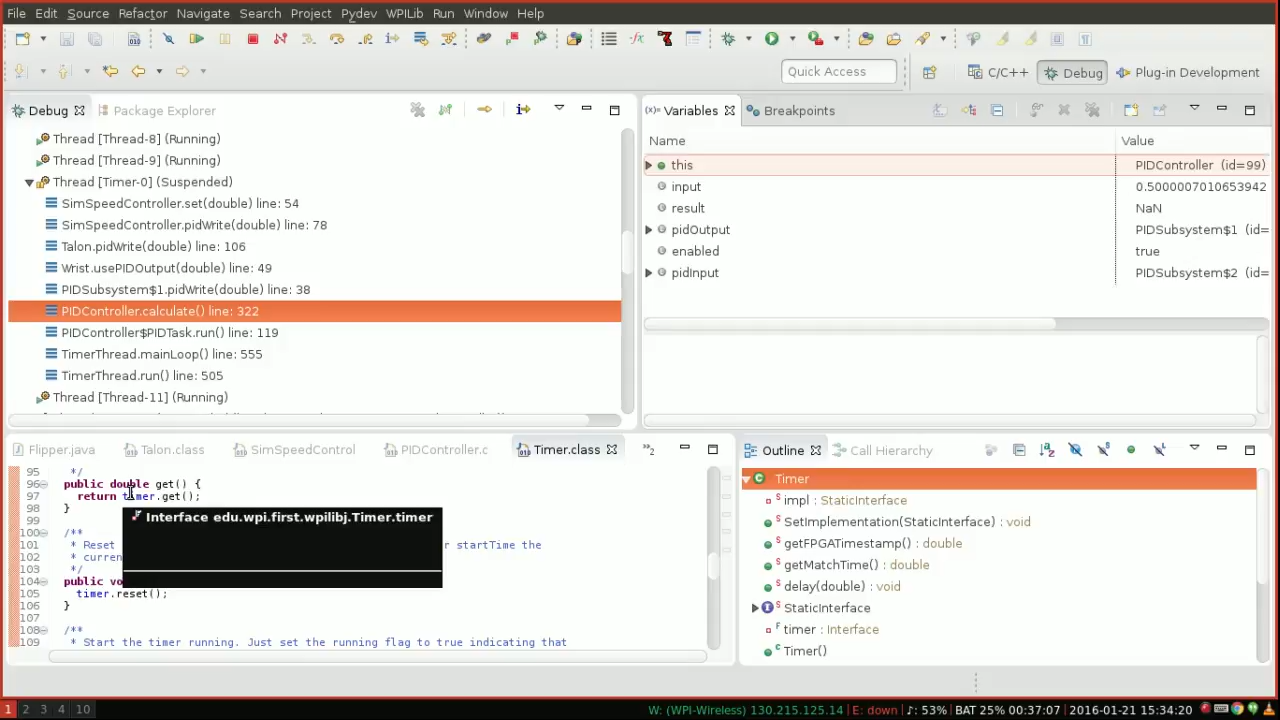 File Edit Source Refactor Navigate Search Project Pydev WPILib Run Window Help
Quick Access
C/C++ Debug Plug-in Development
Debug Package Explorer
Thread [Thread-8] (Running)
Thread [Thread-9] (Running)
Thread [Timer-0] (Suspended)
SimSpeedController.set(double) line: 54
SimSpeedController.pidWrite(double) line: 78
Talon.pidWrite(double) line: 106
Wrist.usePIDOutput(double) line: 49
PIDSubsystem$1.pidWrite(double) line: 38
PIDController.calculate() line: 322
PIDController$PIDTask.run() line: 119
TimerThread.mainLoop() line: 555
TimerThread.run() line: 505
Thread [Thread-11] (Running)
Variables Breakpoints
Name Value
this PIDController (id=99)
input 0.5000007010653942
result NaN
pidOutput PIDSubsystem$1 (id=
enabled true
pidInput PIDSubsystem$2 (id=
Flipper.java Talon.class SimSpeedControl PIDController.c Timer.class »2
95 */
96 public double get() {
97 return timer.get();
98 }
99
100 /**
101 * Reset r startTime the
102 * curren
103 */
104 public vo
105 timer.reset();
106 }
107
108 /**
109 * Start the timer running. Just set the running flag to true indicating that
Interface edu.wpi.first.wpilibj.Timer.timer
Outline Call Hierarchy
Timer
impl : StaticInterface
SetImplementation(StaticInterface) : void
getFPGATimestamp() : double
getMatchTime() : double
delay(double) : void
StaticInterface
timer : Interface
Timer()
1 2 3 4 10
W: (WPI-Wireless) 130.215.125.14 | E: down | ♪: 53% | BAT 25% 00:37:07 | 2016-01-21 15:34:20